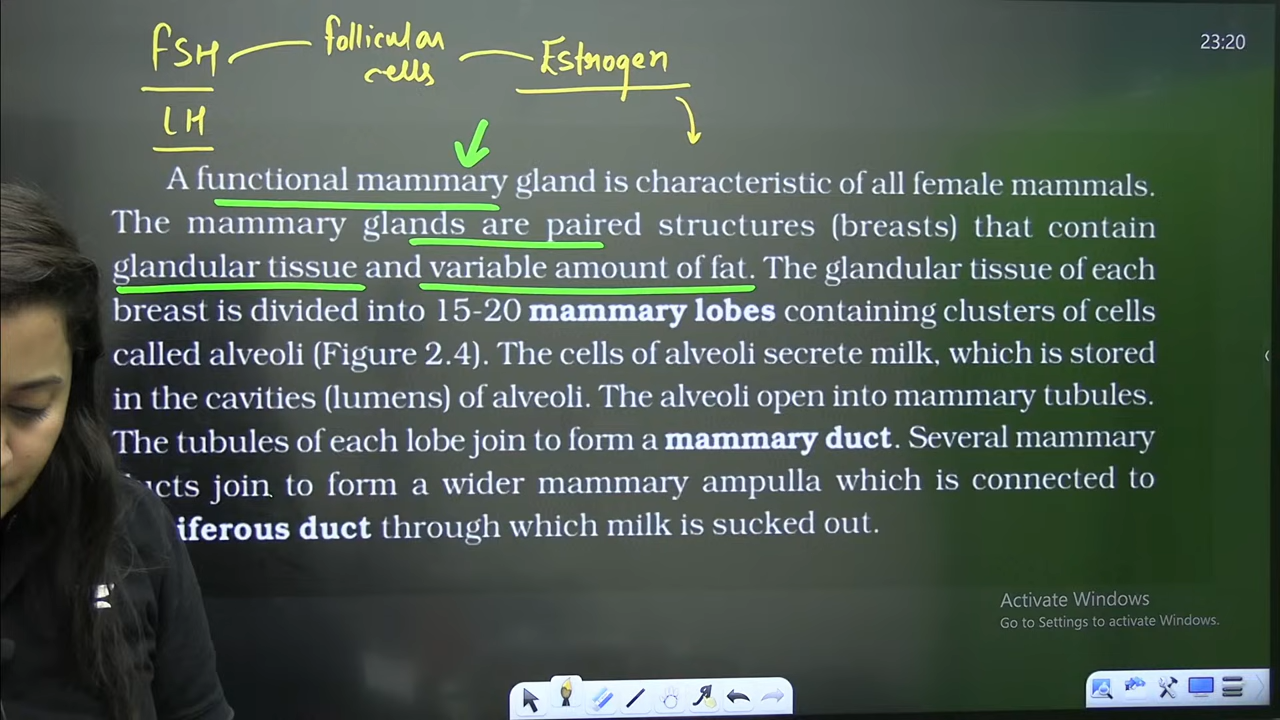 FSH follicular cells Estrogen
LH
23:20
A functional mammary gland is characteristic of all female mammals.
The mammary glands are paired structures (breasts) that contain
glandular tissue and variable amount of fat. The glandular tissue of each
breast is divided into 15-20 mammary lobes containing clusters of cells
called alveoli (Figure 2.4). The cells of alveoli secrete milk, which is stored
in the cavities (lumens) of alveoli. The alveoli open into mammary tubules.
The tubules of each lobe join to form a mammary duct. Several mammary
ucts join to form a wider mammary ampulla which is connected to
iferous duct through which milk is sucked out.
Activate Windows
Go to Settings to activate Windows.